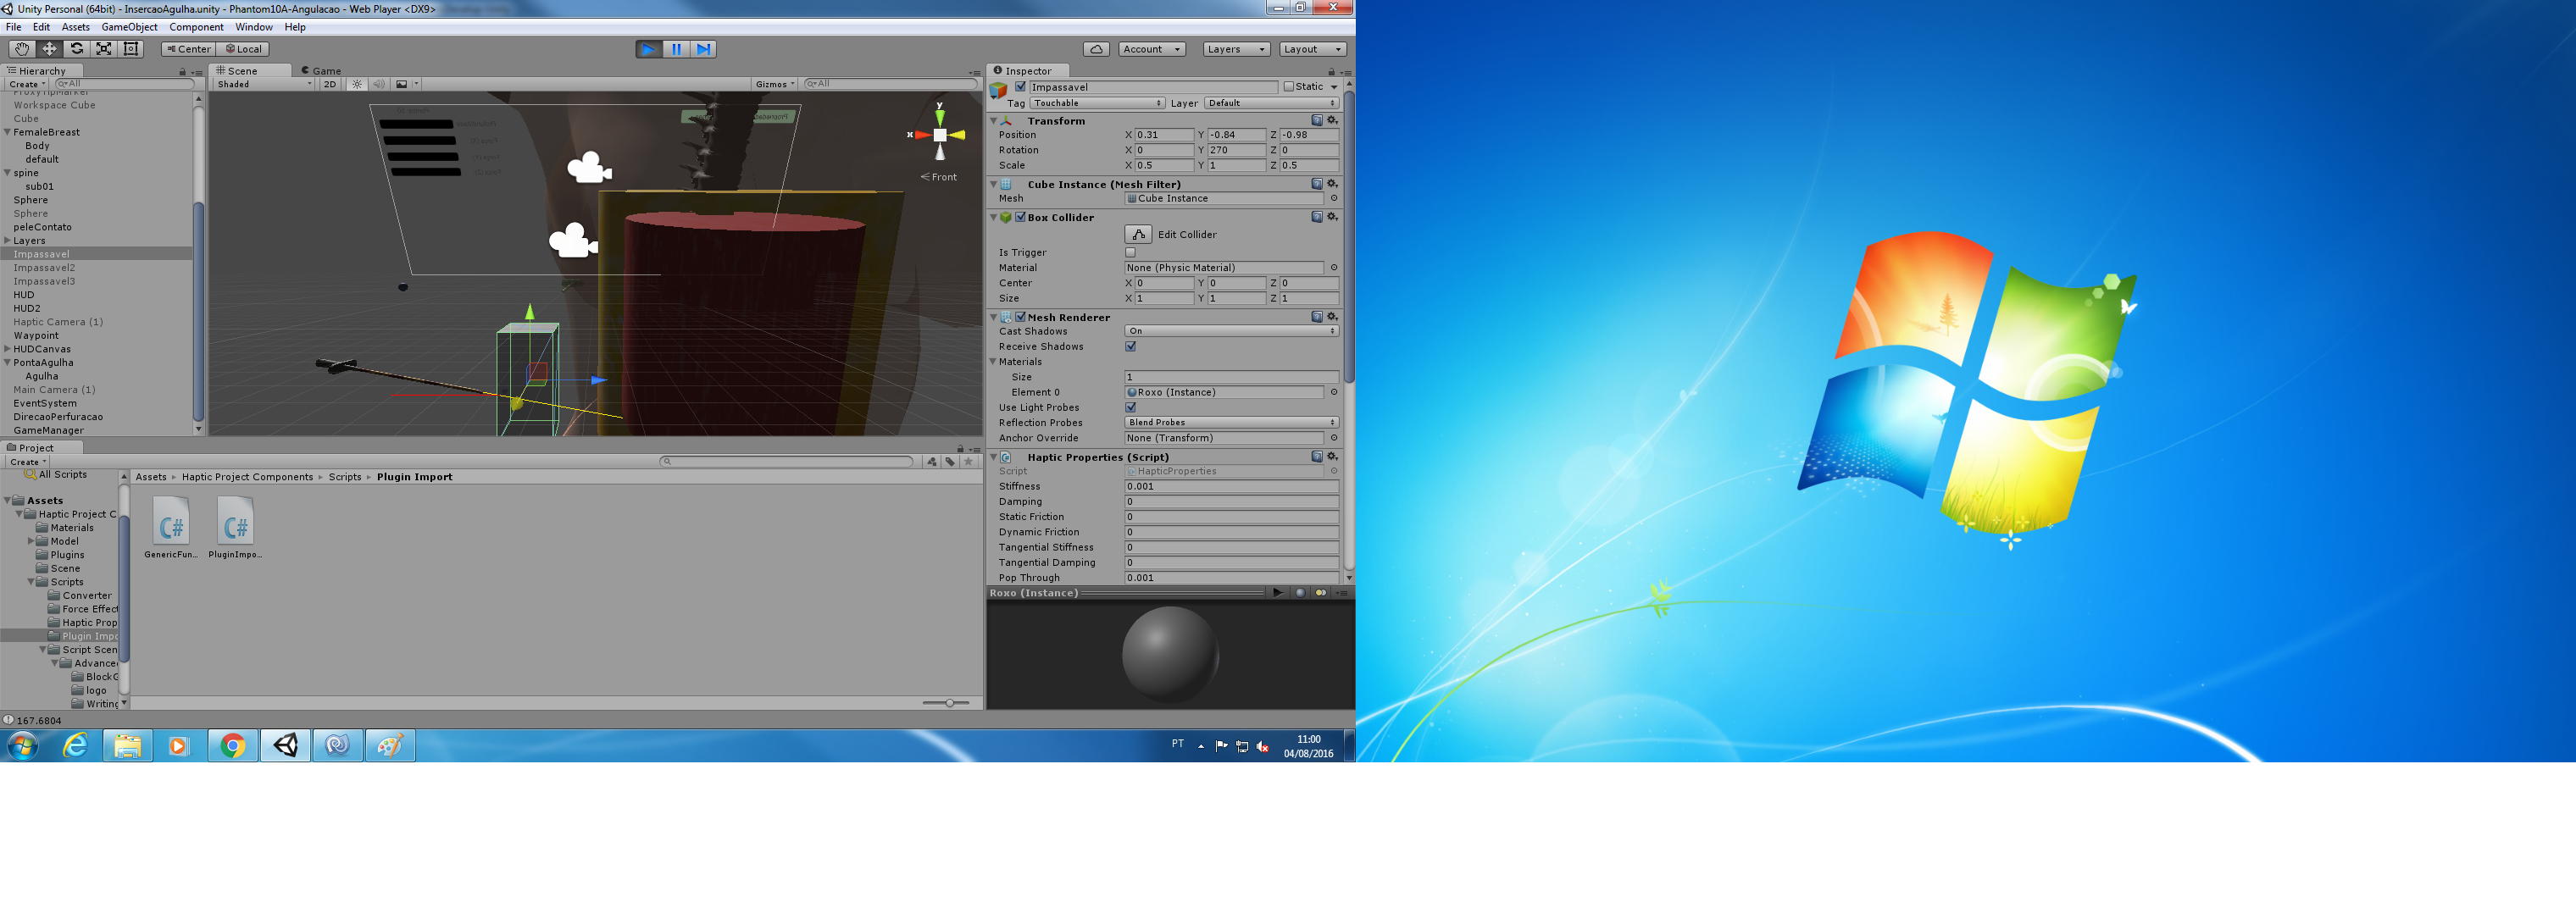 Unity Personal (64bit) - InsercaoAgulha.unity - Phantom10A-Angulacao - Web Player <DX9>
File Edit Assets GameObject Component Window Help
Center Local
Account Layers Layout
Hierarchy
Create All
ProxyTipMarker
Workspace Cube
Cube
FemaleBreast
Body
default
spine
sub01
Sphere
Sphere
peleContato
Layers
Impassavel
Impassavel2
Impassavel3
HUD
HUD2
Haptic Camera (1)
Waypoint
HUDCanvas
PontaAgulha
Agulha
Main Camera (1)
EventSystem
DirecaoPerfuracao
GameManager
Scene Game
Shaded 2D Gizmos All
y
x
Front
Inspector
Impassavel Static
Tag Touchable Layer Default
Transform
Position X 0.31 Y -0.84 Z -0.98
Rotation X 0 Y 270 Z 0
Scale X 0.5 Y 1 Z 0.5
Cube Instance (Mesh Filter)
Mesh Cube Instance
Box Collider
Edit Collider
Is Trigger
Material None (Physic Material)
Center X 0 Y 0 Z 0
Size X 1 Y 1 Z 1
Mesh Renderer
Cast Shadows On
Receive Shadows
Materials
Size 1
Element 0 Roxo (Instance)
Use Light Probes
Reflection Probes Blend Probes
Anchor Override None (Transform)
Haptic Properties (Script)
Script HapticProperties
Stiffness 0.001
Damping 0
Static Friction 0
Dynamic Friction 0
Tangential Stiffness 0
Tangential Damping 0
Pop Through 0.001
Roxo (Instance)
Project
Create
All Scripts
Assets
Haptic Project C
Materials
Model
Plugins
Scene
Scripts
Converter
Force Effect
Haptic Prop
Plugin Impo
Script Scen
Advance
BlockG
logo
Writing
Assets Haptic Project Components Scripts Plugin Import
C# C#
GenericFun... PluginImpo...
167.6804
PT
11:00
04/08/2016